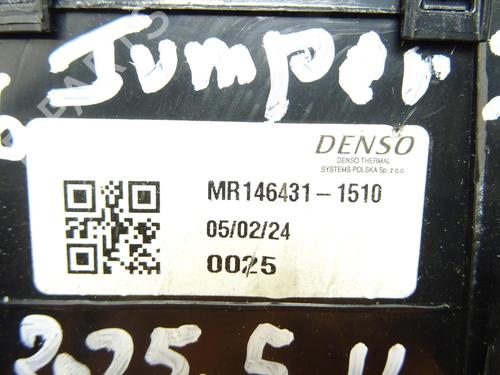 Jumper
DENSO
DENSO THERMAL
SYSTEMS POLSKA Sp. z o.o.
MR146431-1510
05/02/24
0025